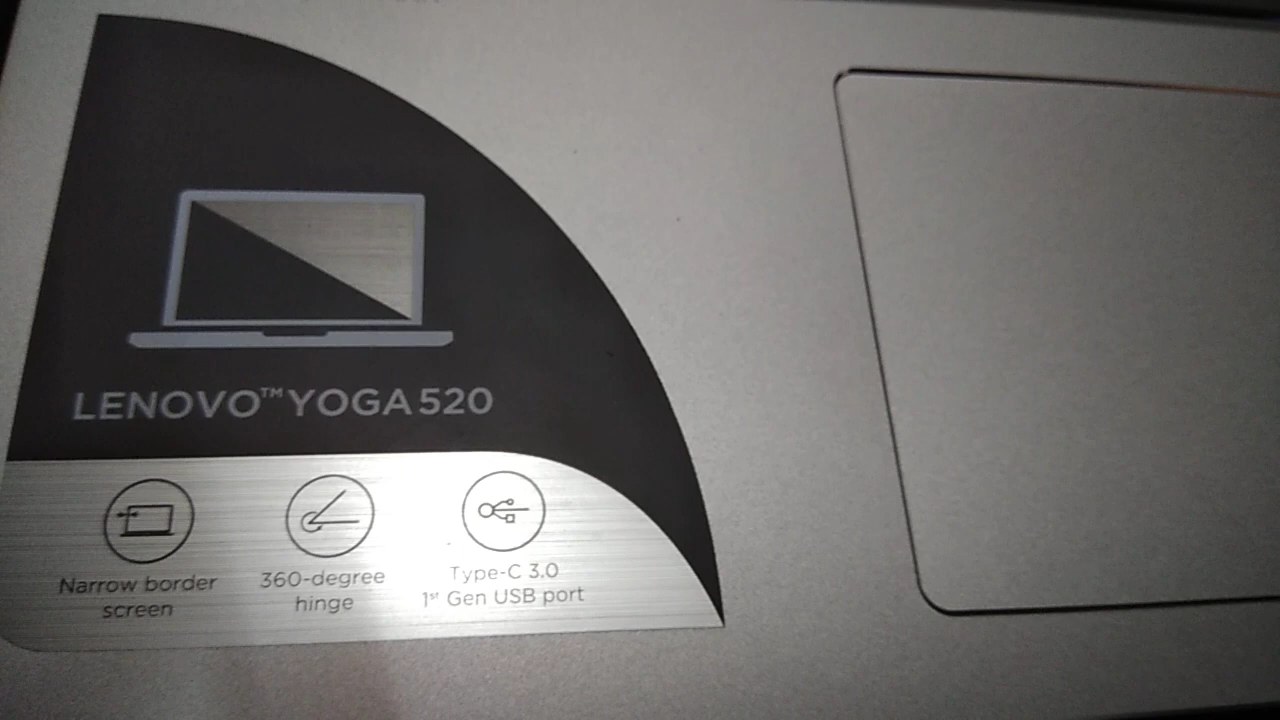 LENOVO™ YOGA 520
Narrow border
screen
360-degree
hinge
Type-C 3.0
1st Gen USB port